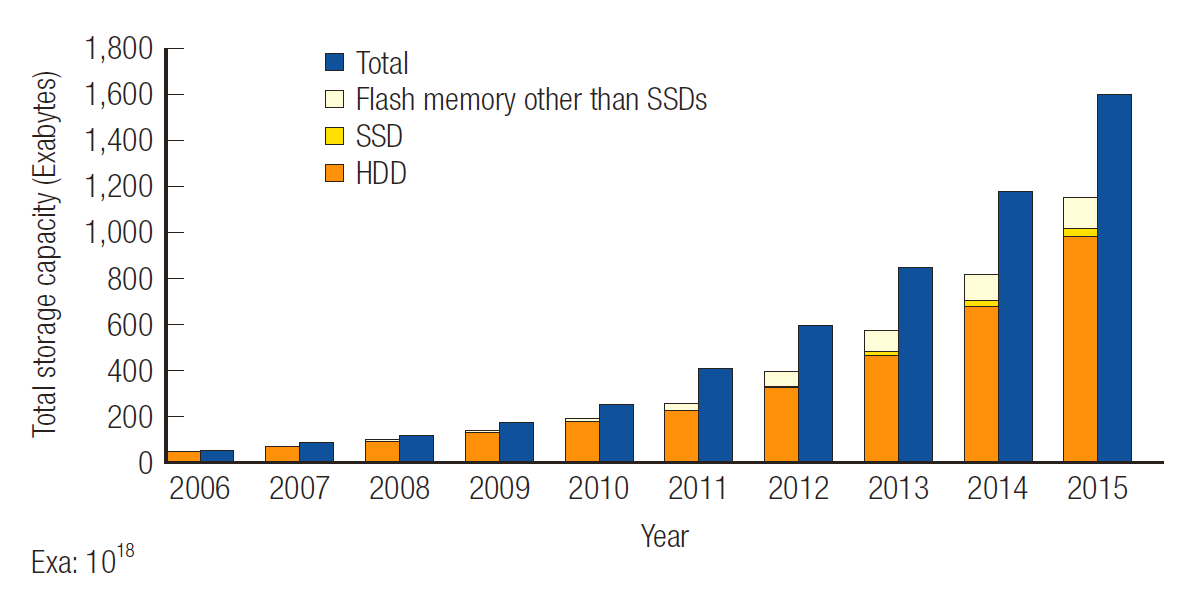 Total storage capacity (Exabytes)
1,800
1,600
1,400
1,200
1,000
800
600
400
200
0
Total
Flash memory other than SSDs
SSD
HDD
2006 2007 2008 2009 2010 2011 2012 2013 2014 2015
Year
Exa: 10¹⁸